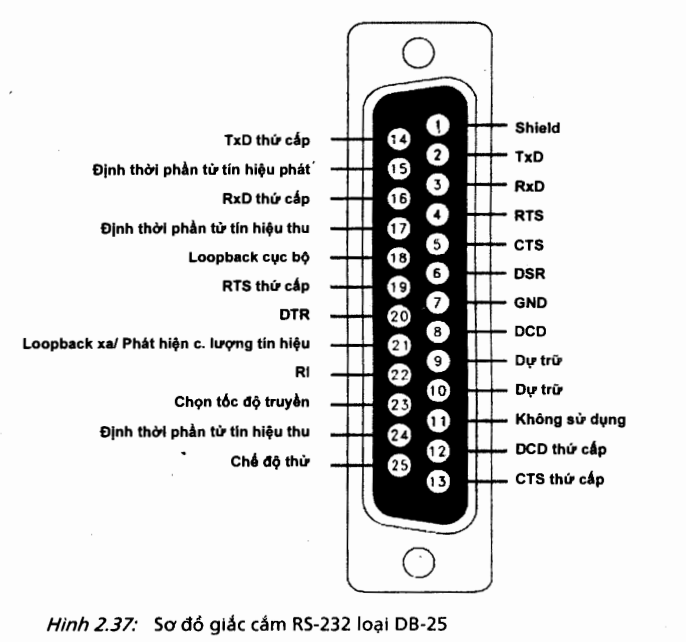 TxD thứ cấp
Định thời phần tử tín hiệu phát
RxD thứ cấp
Định thời phần tử tín hiệu thu
Loopback cục bộ
RTS thứ cấp
DTR
Loopback xa/ Phát hiện c. lượng tín hiệu
RI
Chọn tốc độ truyền
Định thời phần tử tín hiệu thu
Chế độ thử
14
15
16
17
18
19
20
21
22
23
24
25
1
2
3
4
5
6
7
8
9
10
11
12
13
Shield
TxD
RxD
RTS
CTS
DSR
GND
DCD
Dự trữ
Dự trữ
Không sử dụng
DCD thứ cấp
CTS thứ cấp
Hình 2.37: Sơ đồ giắc cắm RS-232 loại DB-25